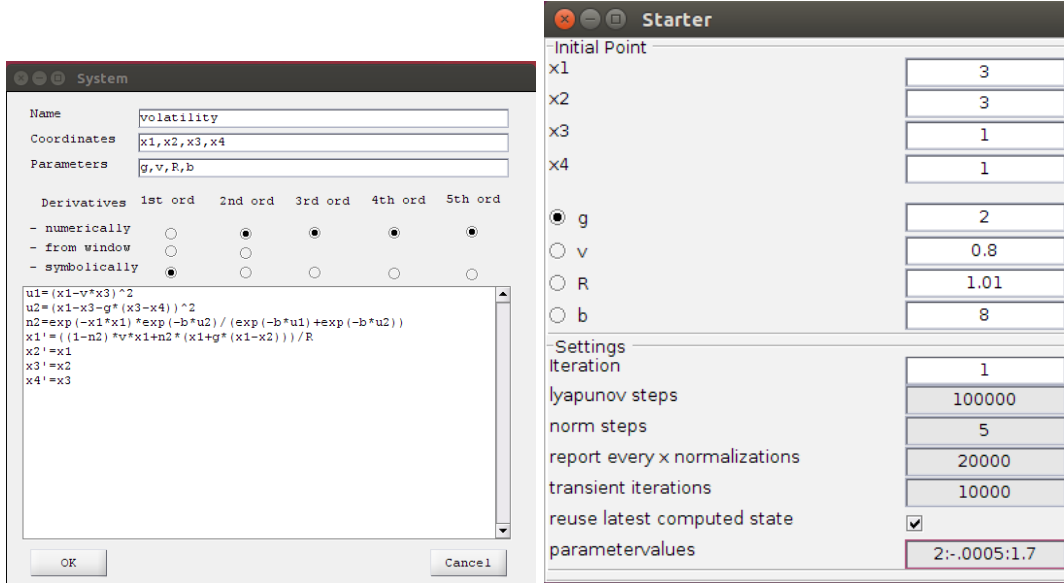 System
Name volatility
Coordinates x1,x2,x3,x4
Parameters g,v,R,b
Derivatives 1st ord 2nd ord 3rd ord 4th ord 5th ord
- numerically
- from window
- symbolically
u1=(x1-v*x3)^2
u2=(x1-x3-g*(x3-x4))^2
n2=exp(-x1*x1)*exp(-b*u2)/(exp(-b*u1)+exp(-b*u2))
x1'=((1-n2)*v*x1+n2*(x1+g*(x1-x2)))/R
x2'=x1
x3'=x2
x4'=x3
OK Cancel
Starter
Initial Point
x1 3
x2 3
x3 1
x4 1
g 2
v 0.8
R 1.01
b 8
Settings
Iteration 1
lyapunov steps 100000
norm steps 5
report every x normalizations 20000
transient iterations 10000
reuse latest computed state
parametervalues 2:-.0005:1.7